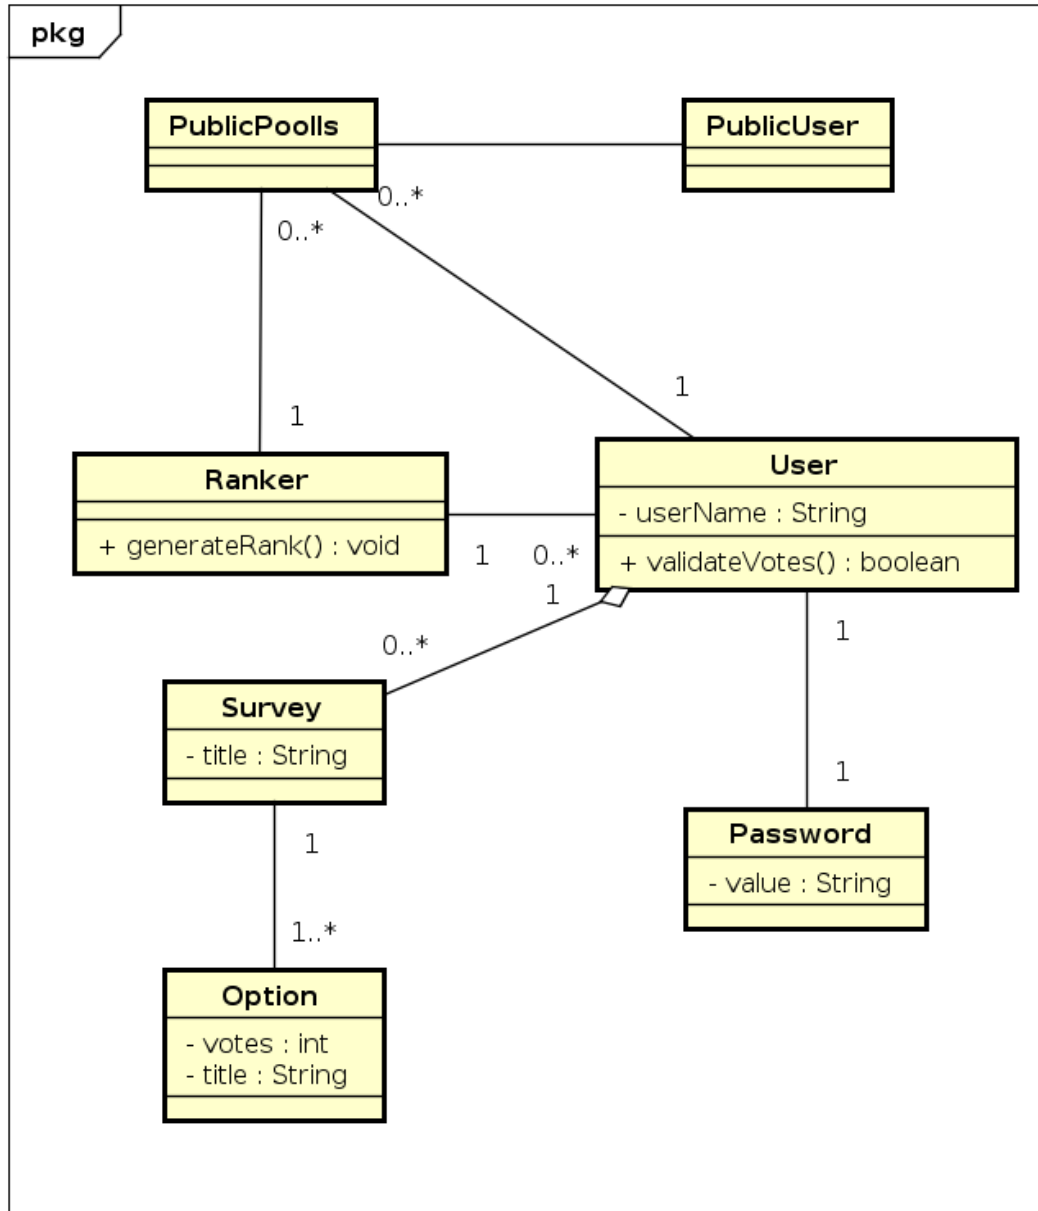 pkg
PublicPoolls
PublicUser
0..*
0..*
1
1
Ranker
+ generateRank() : void
User
- userName : String
+ validateVotes() : boolean
1
0..*
1
0..*
1
Survey
- title : String
1
1
Password
- value : String
1..*
Option
- votes : int
- title : String